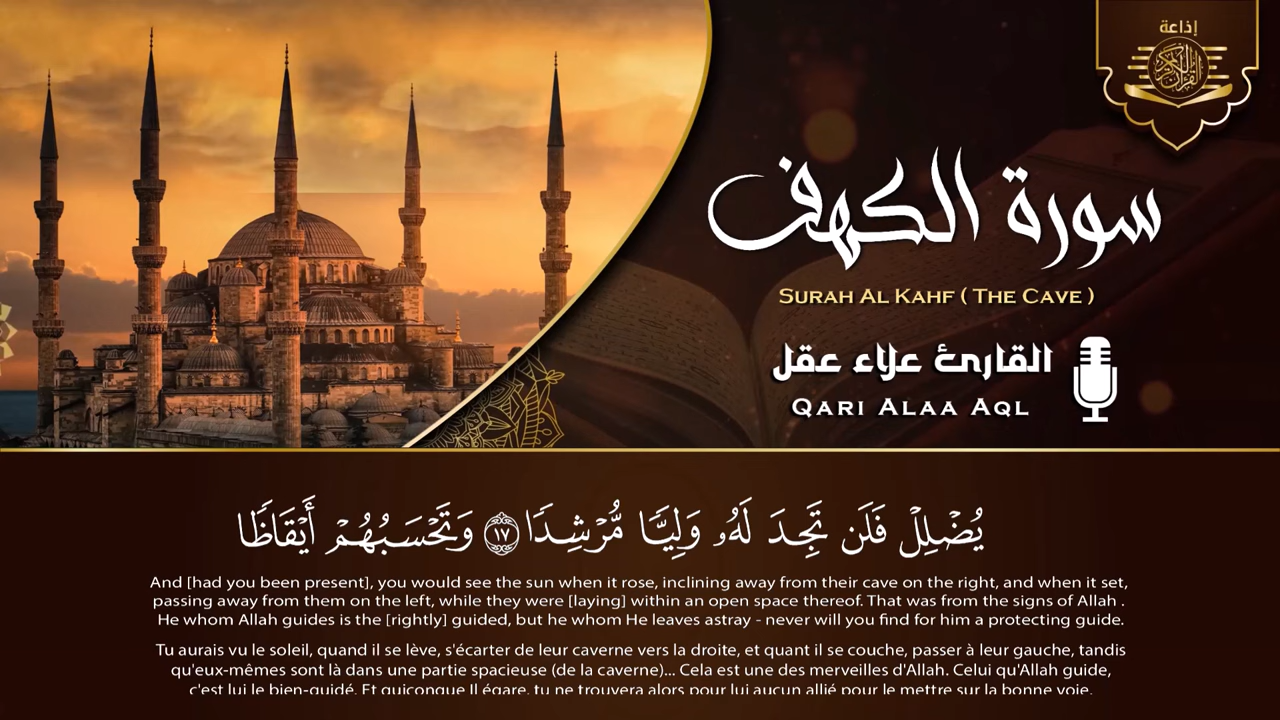 إذاعة
القرآن الكريم
سورة الكهف
SURAH AL KAHF ( THE CAVE )
القارئ علاء عقل
QARI ALAA AQL
يُضْلِلْ فَلَن تَجِدَ لَهُۥ وَلِيًّا مُّرْشِدًا ١٧ وَتَحْسَبُهُمْ أَيْقَاظًا
And [had you been present], you would see the sun when it rose, inclining away from their cave on the right, and when it set,
passing away from them on the left, while they were [laying] within an open space thereof. That was from the signs of Allah .
He whom Allah guides is the [rightly] guided, but he whom He leaves astray - never will you find for him a protecting guide.
Tu aurais vu le soleil, quand il se lève, s'écarter de leur caverne vers la droite, et quant il se couche, passer à leur gauche, tandis
qu'eux-mêmes sont là dans une partie spacieuse (de la caverne)... Cela est une des merveilles d'Allah. Celui qu'Allah guide,
c'est lui le bien-guidé. Et quiconque Il égare, tu ne trouvera alors pour lui aucun allié pour le mettre sur la bonne voie.